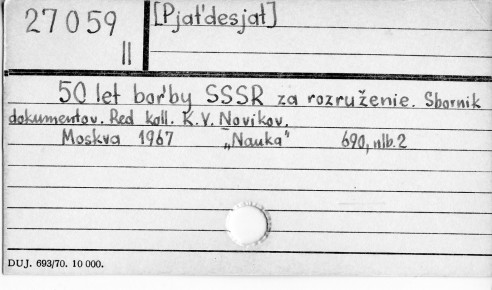 27059
II
[Pjat'desjat]
50 let bor'by SSSR za rozruženie. Sbornik
dokumentov. Red koll. K.V. Novikov.
Moskva 1967 „Nauka" 690, nlb.2
DUJ. 693/70. 10 000.